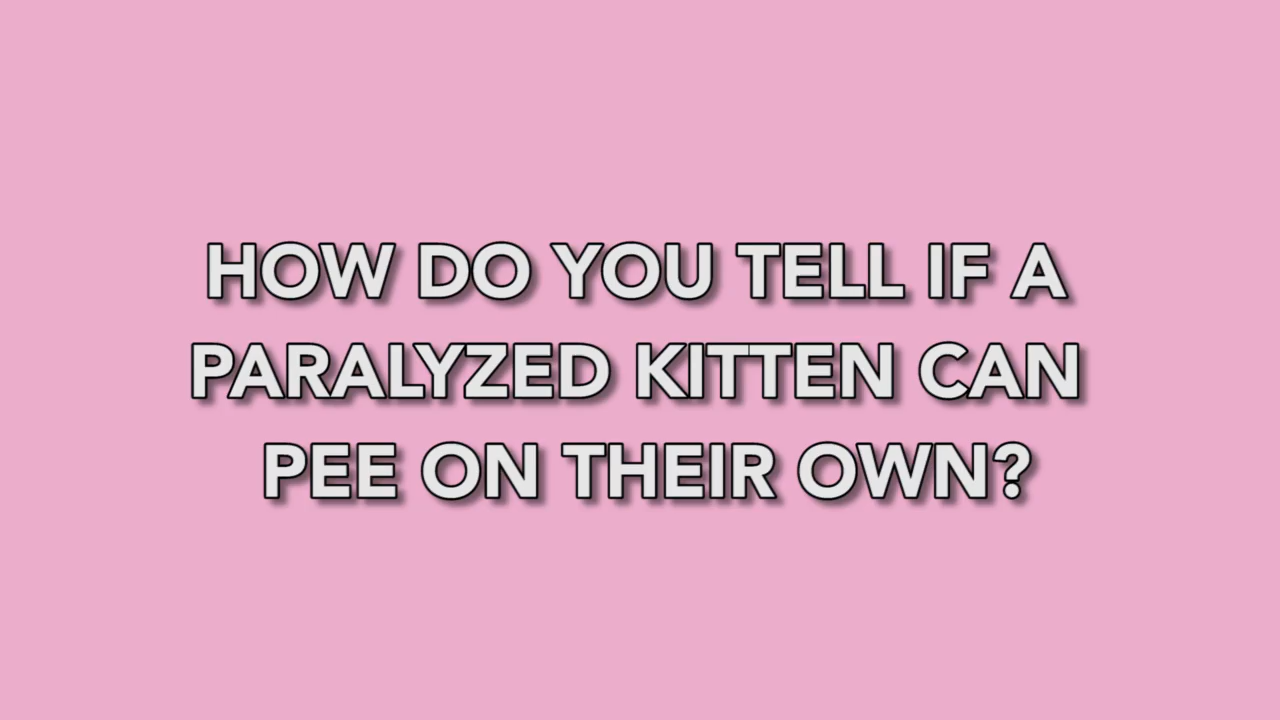 HOW DO YOU TELL IF A
PARALYZED KITTEN CAN
PEE ON THEIR OWN?